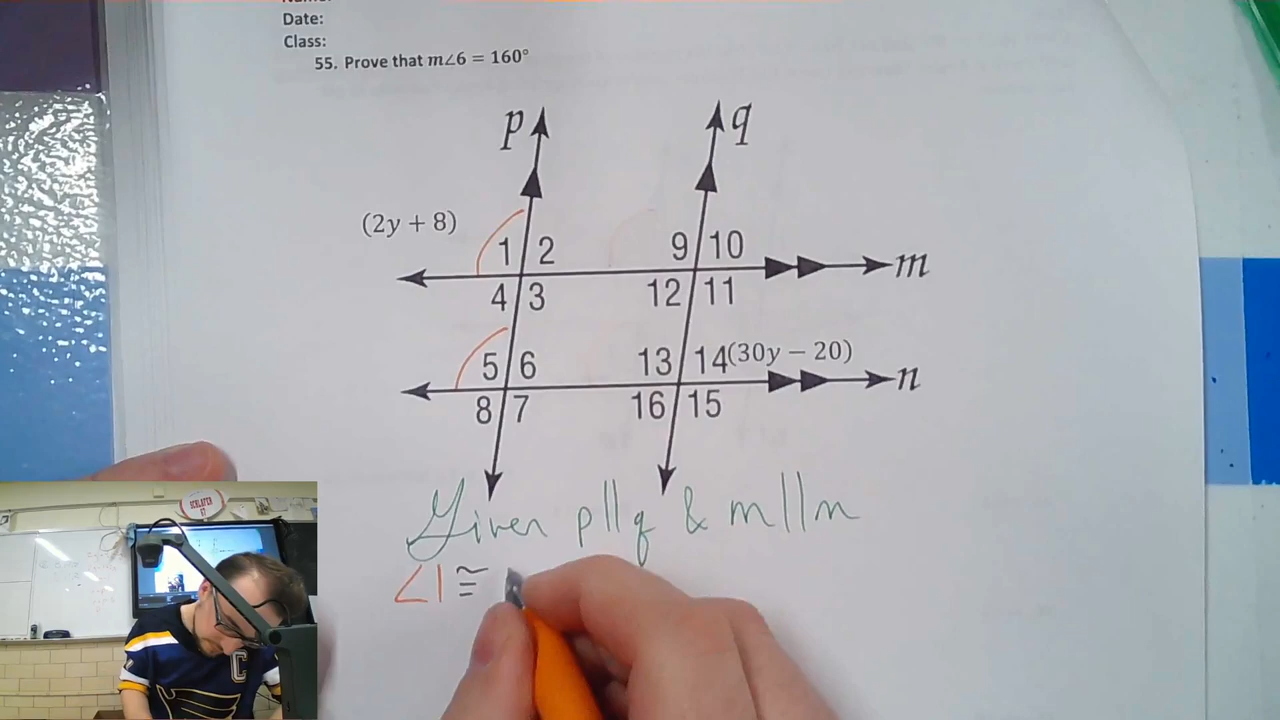 Date:
Class:
55. Prove that m∠6 = 160°
p
q
(2y + 8)
1 2
9 10
m
4 3
12 11
5 6
13 14 (30y − 20)
n
8 7
16 15
Given p||q & m||n
∠1 ≅
SCHLAFER
C